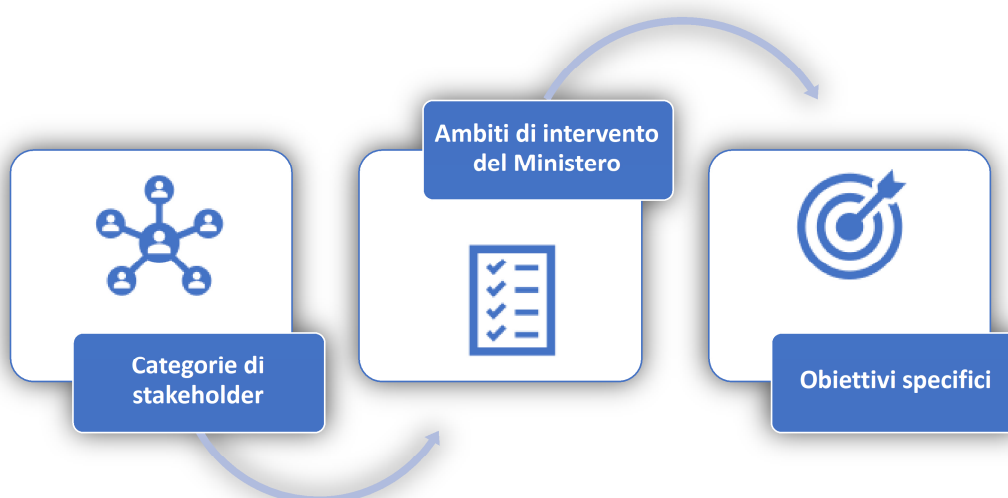 Categorie di
stakeholder
Ambiti di intervento
del Ministero
Obiettivi specifici